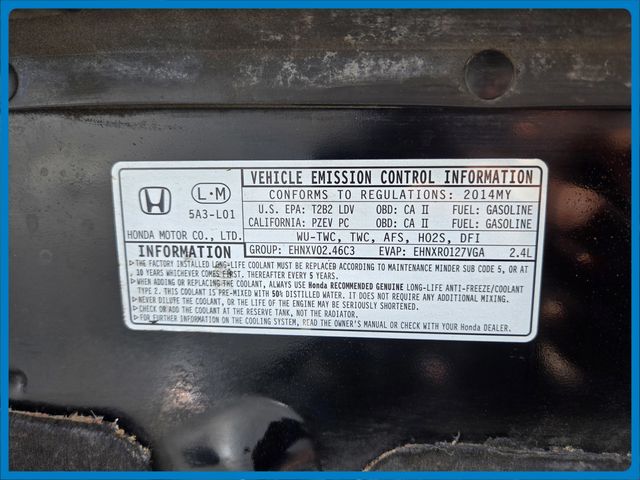 VEHICLE EMISSION CONTROL INFORMATION
L·M
5A3-L01
HONDA MOTOR CO., LTD.
CONFORMS TO REGULATIONS: 2014MY
U.S. EPA: T2B2 LDV OBD: CA II FUEL: GASOLINE
CALIFORNIA: PZEV PC OBD: CA II FUEL: GASOLINE
WU-TWC, TWC, AFS, HO2S, DFI
GROUP: EHNXV02.46C3 EVAP: EHNXR0127VGA 2.4L
INFORMATION
▶THE FACTORY INSTALLED LONG-LIFE COOLANT MUST BE REPLACED ACCORDING TO MAINTENANCE MINDER SUB CODE 5, OR AT
10 YEARS WHICHEVER COMES FIRST. THEREAFTER EVERY 5 YEARS.
▶WHEN ADDING OR REPLACING THE COOLANT, ALWAYS USE Honda RECOMMENDED GENUINE LONG-LIFE ANTI-FREEZE/COOLANT
TYPE 2. THIS COOLANT IS PRE-MIXED WITH 50% DISTILLED WATER. IT DOES NOT REQUIRE ANY ADDITIONAL MIXING.
▶NEVER DILUTE THE COOLANT, OR THE LIFE OF THE ENGINE MAY BE SERIOUSLY SHORTENED.
▶CHECK OR ADD COOLANT AT THE RESERVE TANK, NOT THE RADIATOR.
▶FOR FURTHER INFORMATION ON THE COOLING SYSTEM, READ THE OWNER'S MANUAL OR CHECK WITH YOUR Honda DEALER.